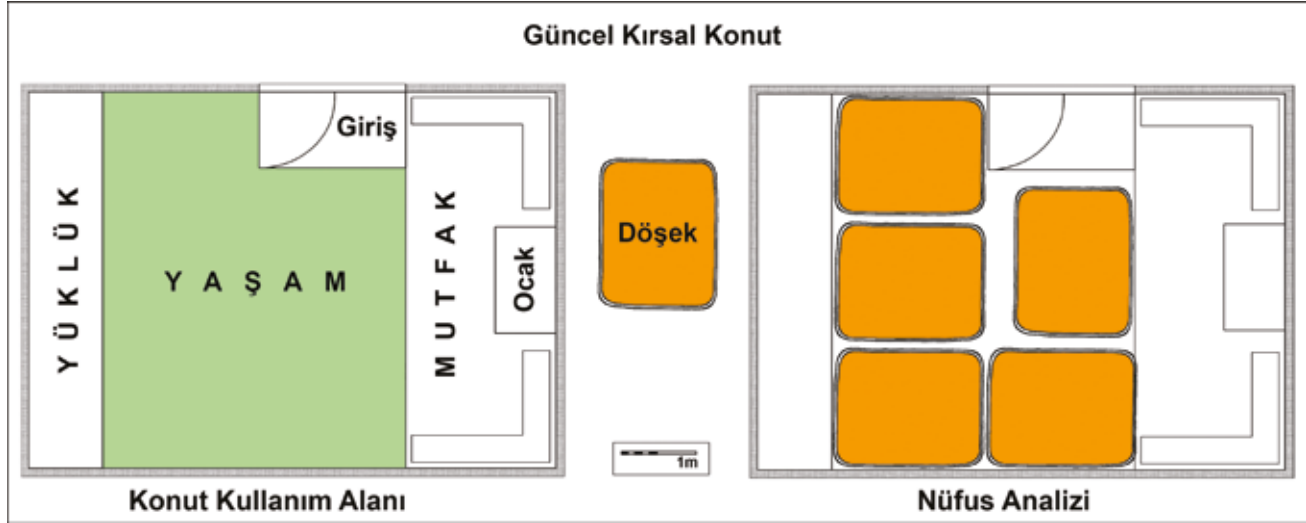 Güncel Kırsal Konut
YÜKLÜK
YAŞAM
Giriş
MUTFAK
Ocak
Döşek
1m
Konut Kullanım Alanı
Nüfus Analizi